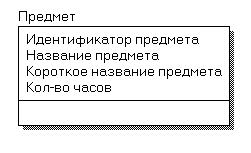 Предмет
Идентификатор предмета
Название предмета
Короткое название предмета
Кол-во часов